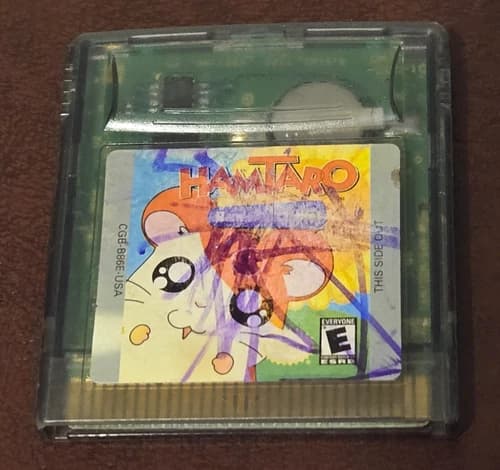 HAMTARO
CGB-B86E-USA
THIS SIDE OUT
EVERYONE
E
ESRB